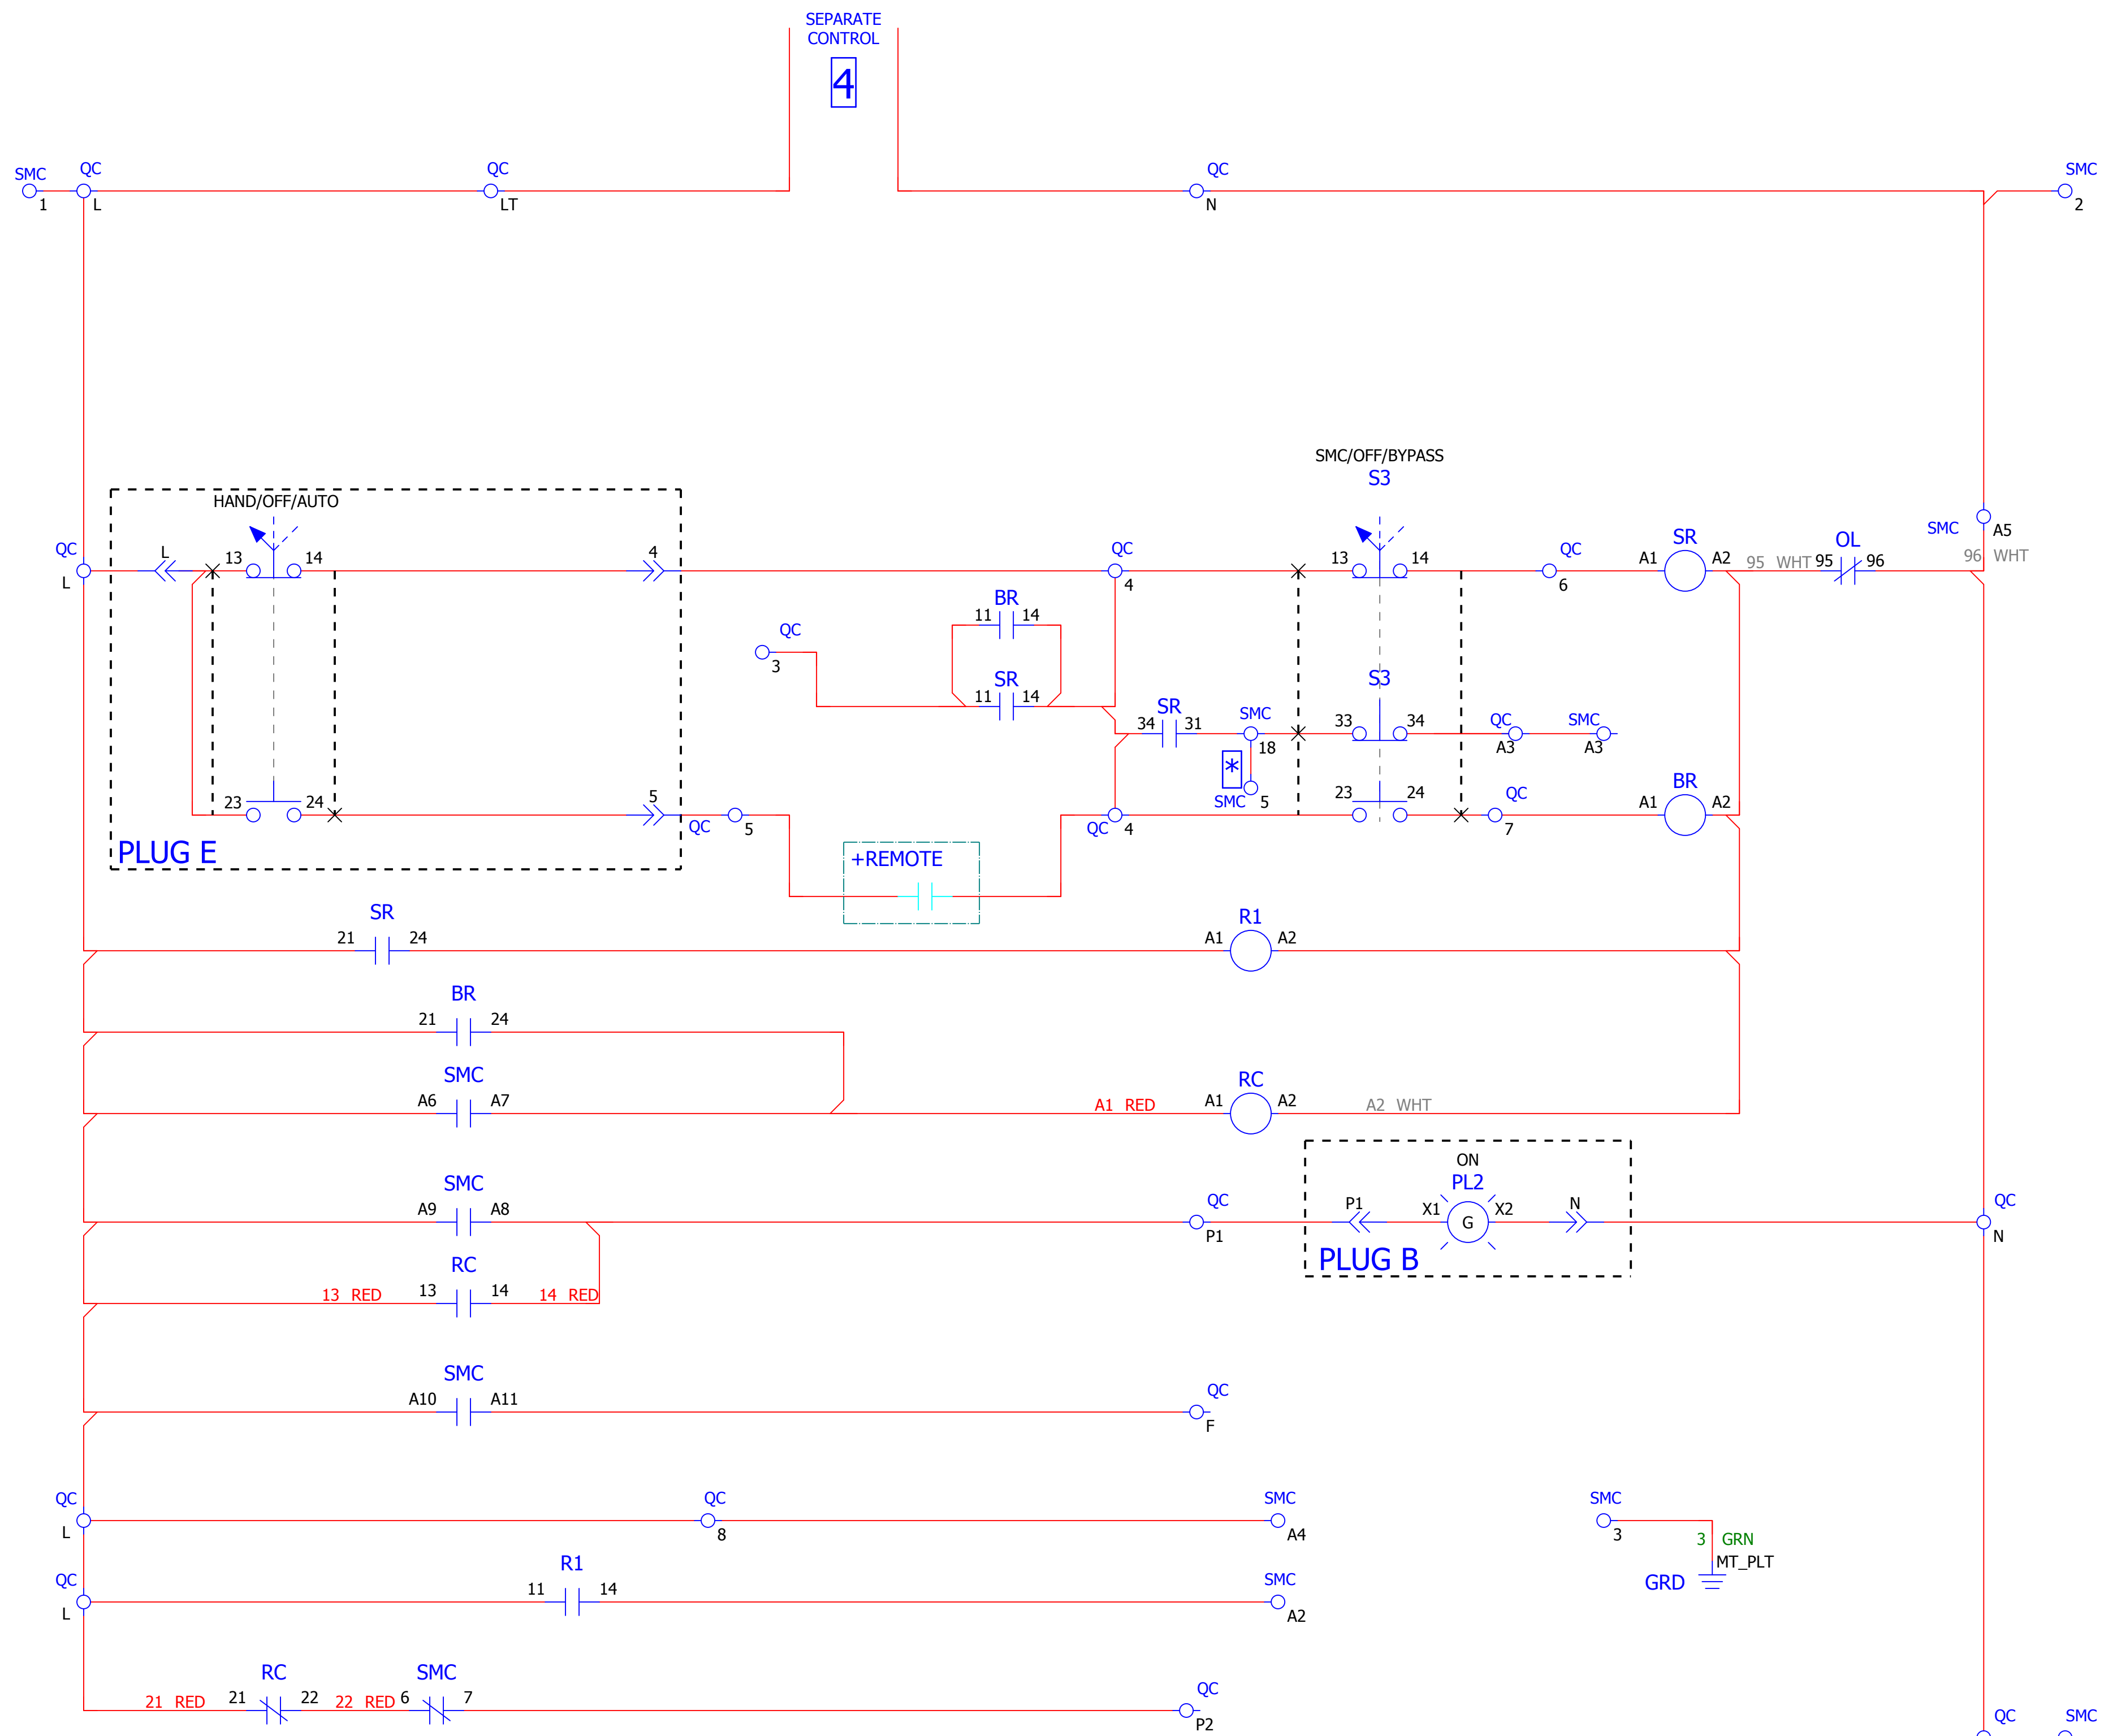 SEPARATE
CONTROL
4
SMC
1
QC
L
QC
LT
QC
N
SMC
2
SMC/OFF/BYPASS
S3
HAND/OFF/AUTO
QC
L
L
13
14
4
QC
4
13
14
QC
6
SR
A1
A2
95 WHT
OL
95
96
SMC
A5
96 WHT
BR
11
14
QC
3
SR
11
14
SR
34
31
SMC
18
*
SMC
5
S3
33
34
QC
A3
SMC
A3
23
24
5
QC
5
QC
4
23
24
QC
7
BR
A1
A2
PLUG E
+REMOTE
SR
21
24
R1
A1
A2
BR
21
24
SMC
A6
A7
A1 RED
RC
A1
A2
A2 WHT
SMC
A9
A8
QC
P1
ON
PL2
P1
X1
G
X2
N
PLUG B
QC
N
RC
13 RED
13
14
14 RED
SMC
A10
A11
QC
F
QC
L
QC
8
SMC
A4
SMC
3
3 GRN
MT_PLT
GRD
QC
L
R1
11
14
SMC
A2
RC
21 RED
21
22
22 RED
SMC
6
7
QC
P2
QC
SMC